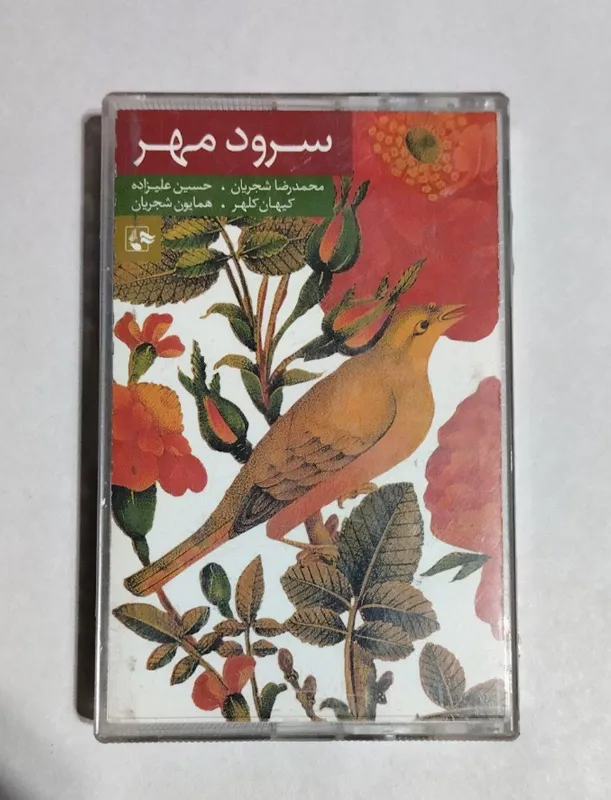 سرود مهر
محمدرضا شجریان ، حسین علیزاده
کیهان کلهر ، همایون شجریان